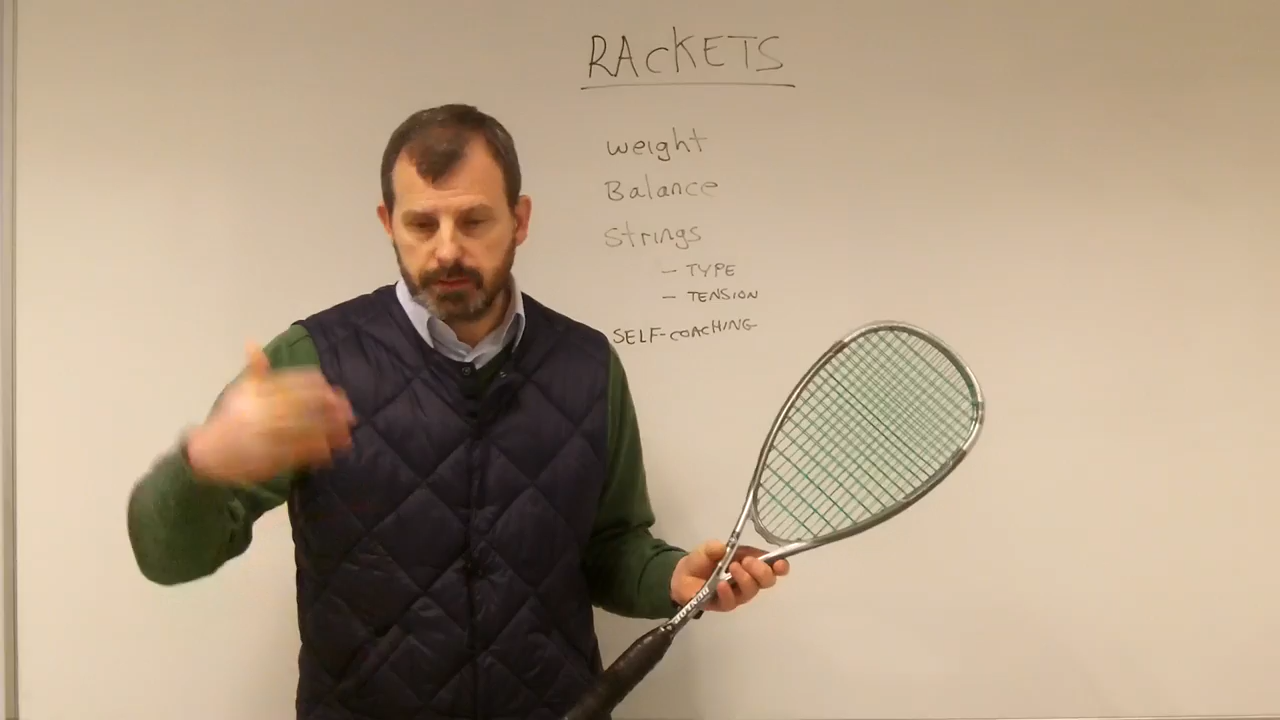 RACKETS
weight
Balance
Strings
- TYPE
- TENSION
SELF-COACHING
DUNLOP